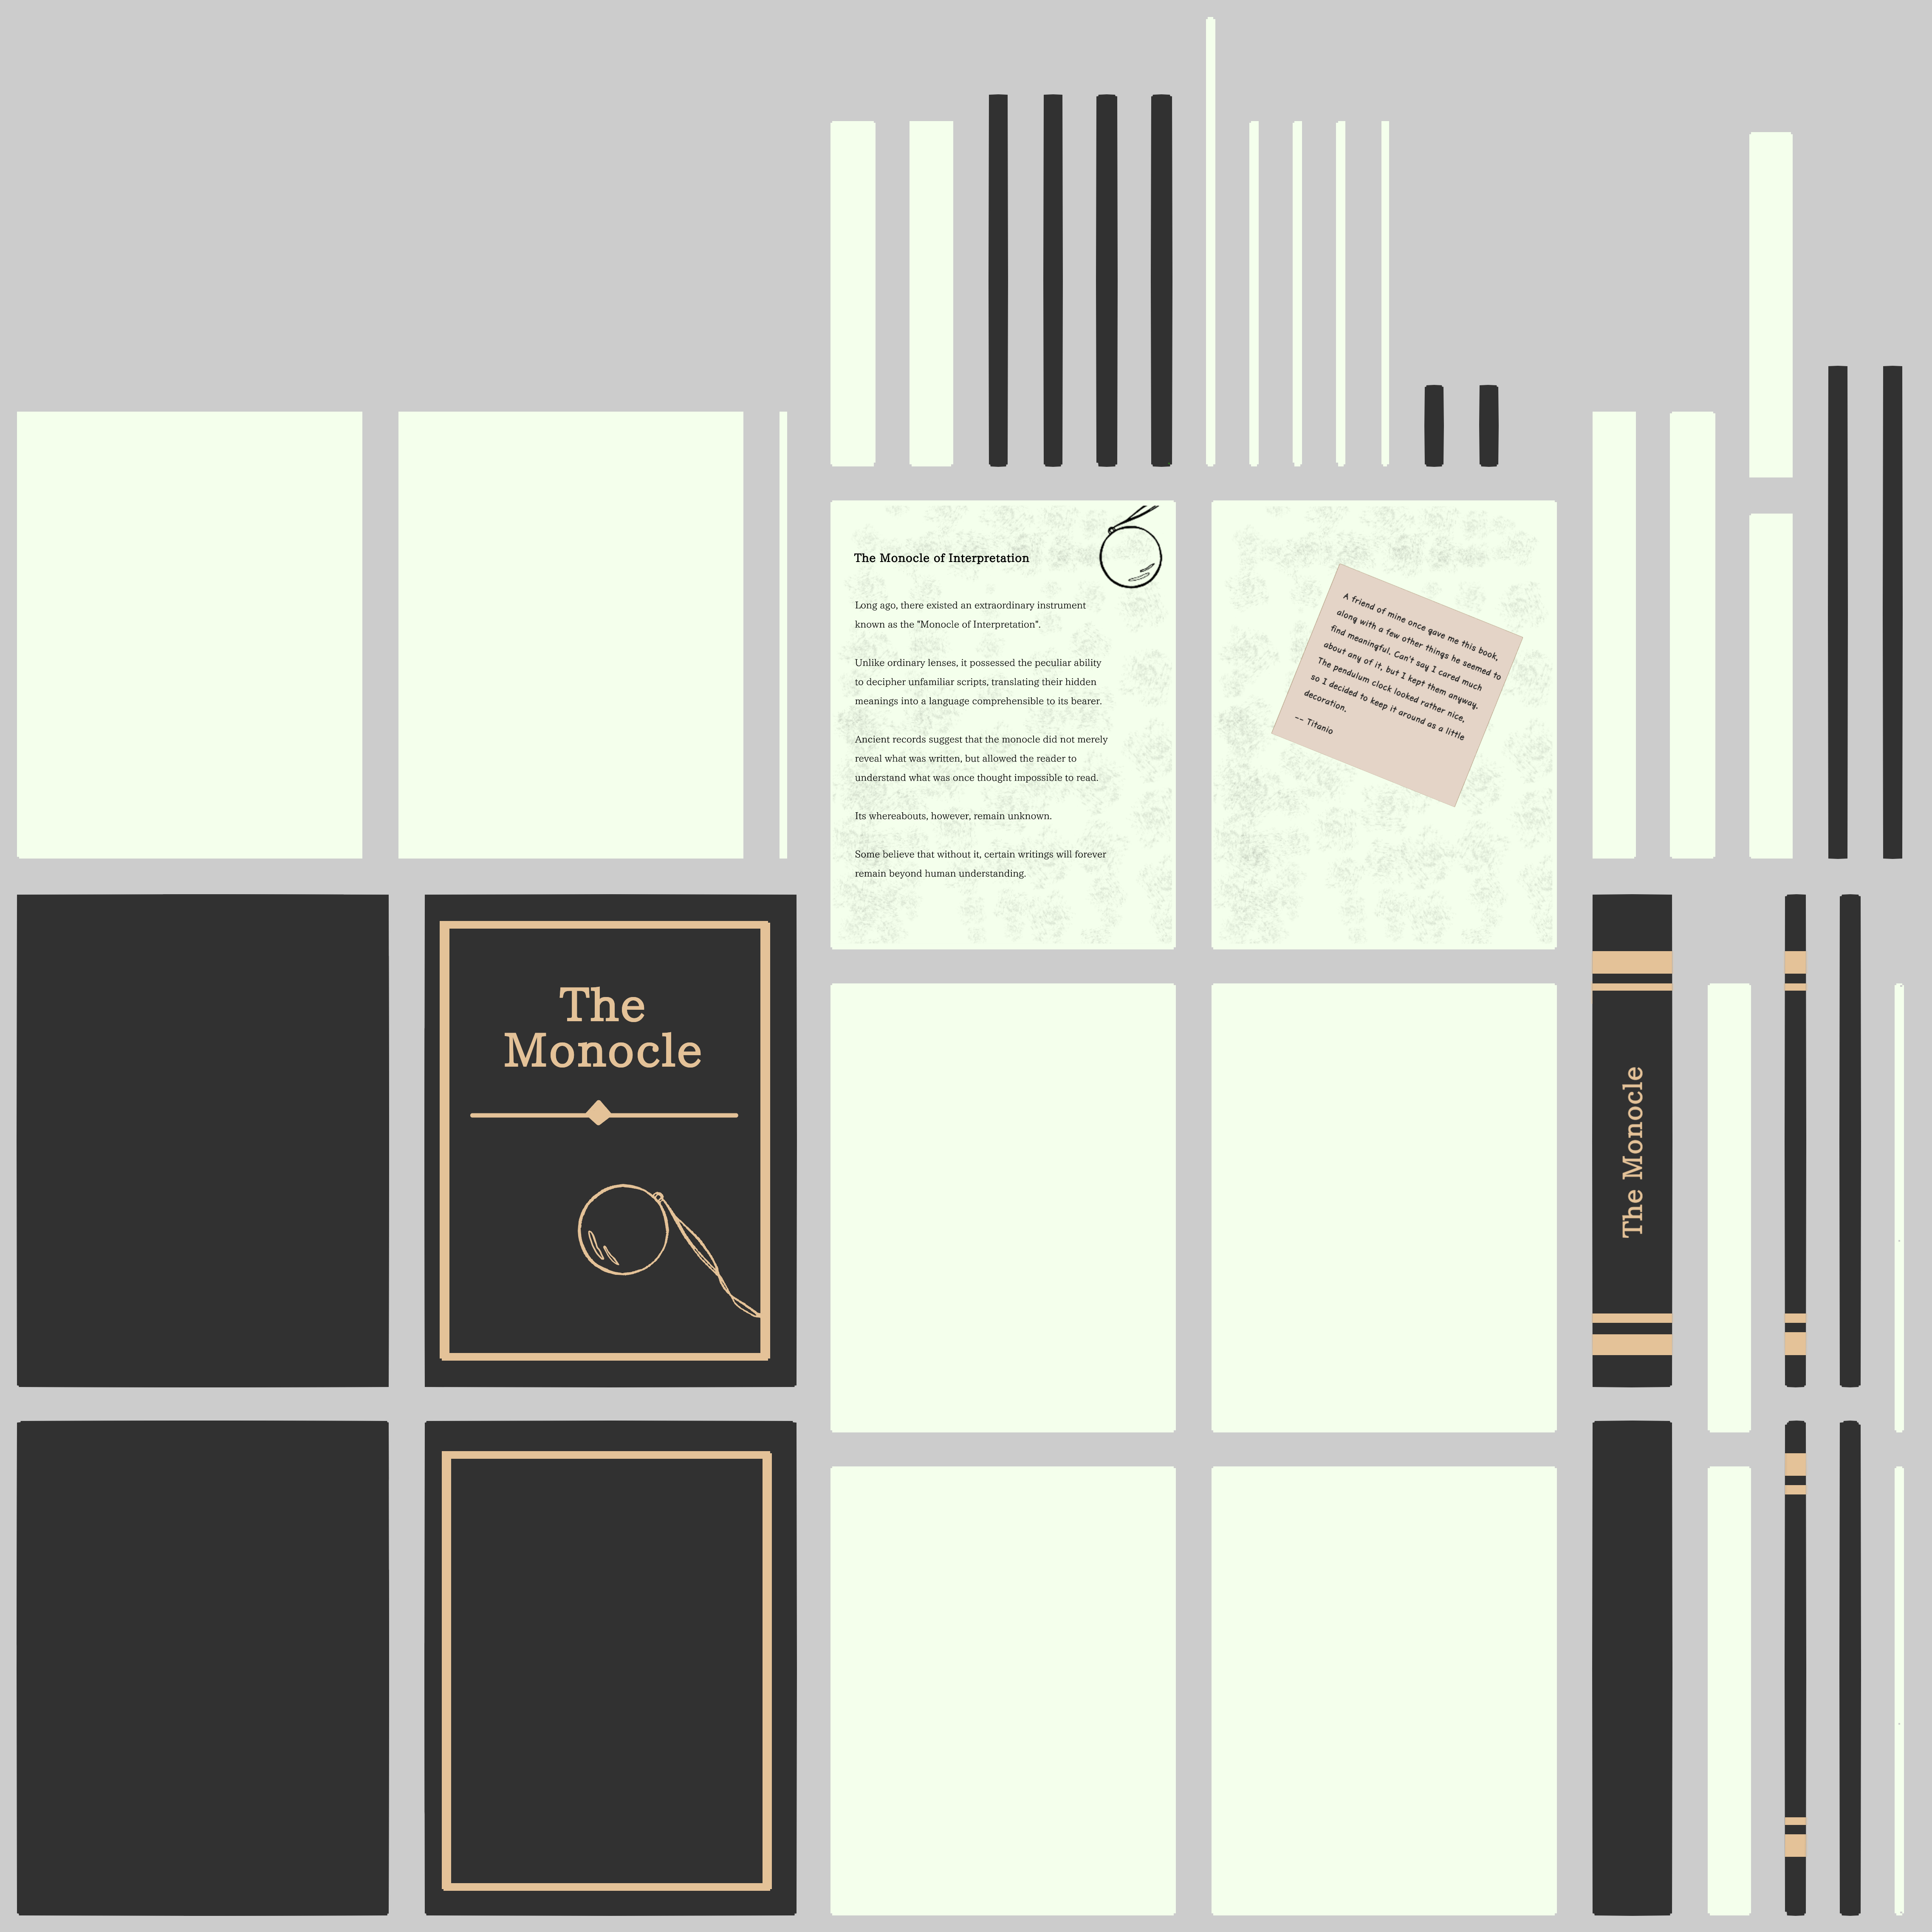 The Monocle of Interpretation
Long ago, there existed an extraordinary instrument
known as the "Monocle of Interpretation".
Unlike ordinary lenses, it possessed the peculiar ability
to decipher unfamiliar scripts, translating their hidden
meanings into a language comprehensible to its bearer.
Ancient records suggest that the monocle did not merely
reveal what was written, but allowed the reader to
understand what was once thought impossible to read.
Its whereabouts, however, remain unknown.
Some believe that without it, certain writings will forever
remain beyond human understanding.
A friend of mine once gave me this book,
along with a few other things he seemed to
find meaningful. Can't say I cared much
about any of it, but I kept them anyway.
The pendulum clock looked rather nice,
so I decided to keep it around as a little
decoration.
-- Titanio
The
Monocle
The Monocle